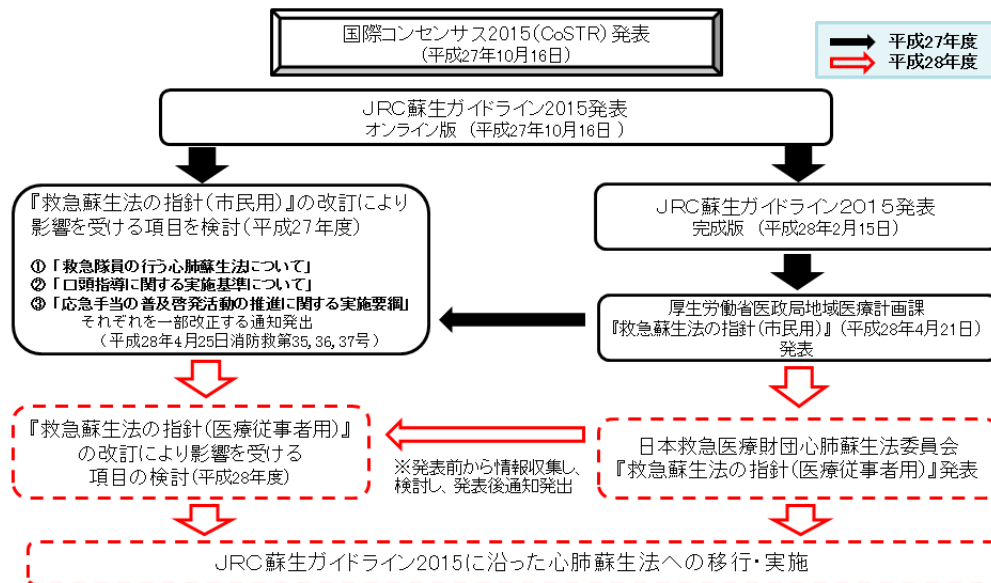 国際コンセンサス2015(CoSTR)発表
(平成27年10月16日)
平成27年度
平成28年度
JRC蘇生ガイドライン2015発表
オンライン版 (平成27年10月16日 )
『救急蘇生法の指針(市民用)』の改訂により
影響を受ける項目を検討(平成27年度)
①「救急隊員の行う心肺蘇生法について」
②「口頭指導に関する実施基準について」
③「応急手当の普及啓発活動の推進に関する実施要綱」
それぞれを一部改正する通知発出
(平成28年4月25日消防救第35,36,37号)
JRC蘇生ガイドライン2015発表
完成版 (平成28年2月15日)
厚生労働省医政局地域医療計画課
『救急蘇生法の指針(市民用)』(平成28年4月21日)
発表
『救急蘇生法の指針(医療従事者用)』
の改訂により影響を受ける
項目の検討(平成28年度)
※発表前から情報収集し、
検討し、発表後通知発出
日本救急医療財団心肺蘇生法委員会
『救急蘇生法の指針(医療従事者用)』発表
JRC蘇生ガイドライン2015に沿った心肺蘇生法への移行・実施